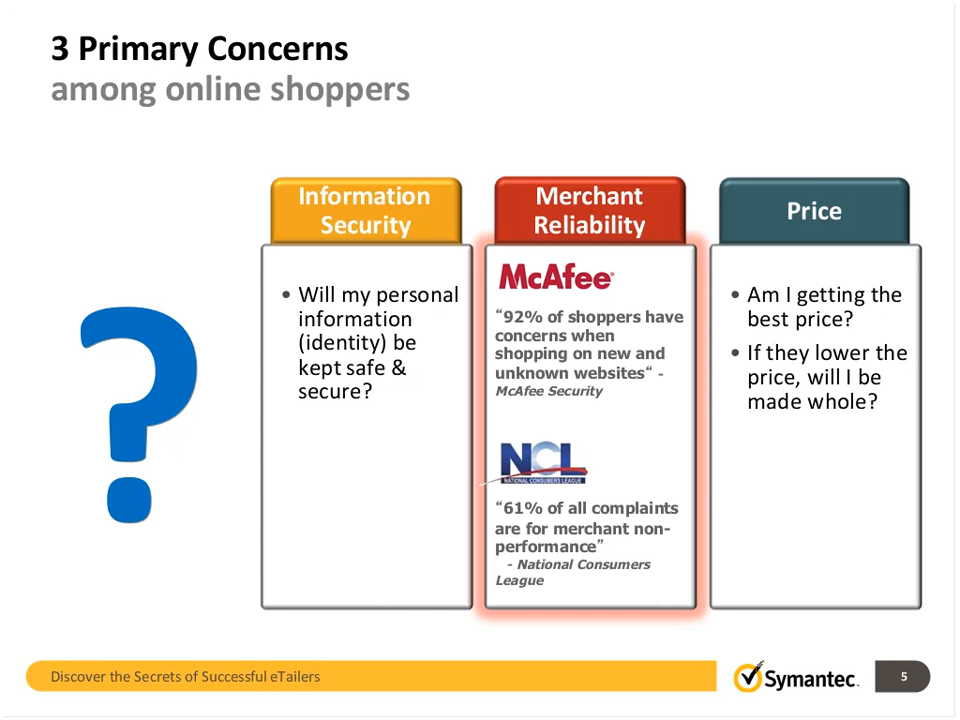 3 Primary Concerns
among online shoppers
Information
Security
• Will my personal
information
(identity) be
kept safe &
secure?
Merchant
Reliability
McAfee®
“92% of shoppers have
concerns when
shopping on new and
unknown websites“ -
McAfee Security
NCL
NATIONAL CONSUMERS LEAGUE
“61% of all complaints
are for merchant non-
performance”
- National Consumers
League
Price
• Am I getting the
best price?
• If they lower the
price, will I be
made whole?
?
Discover the Secrets of Successful eTailers
Symantec™
5